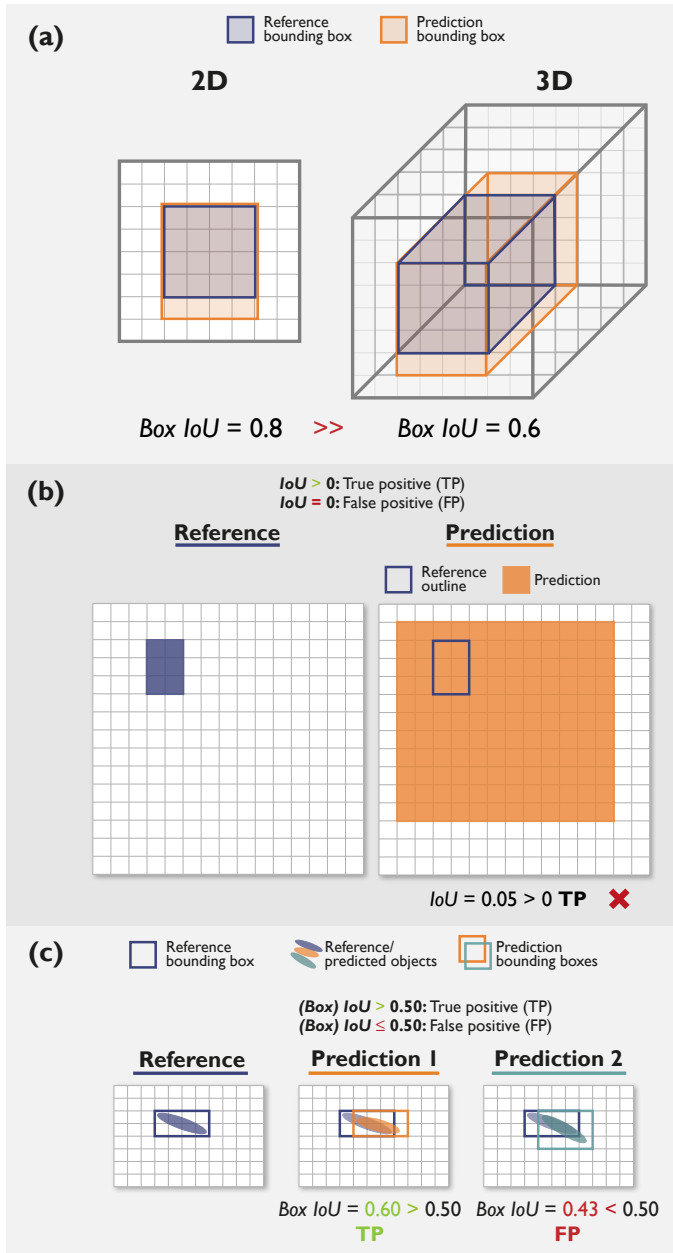 (a)
Reference
bounding box
Prediction
bounding box
2D
3D
Box IoU = 0.8 >> Box IoU = 0.6
(b)
IoU > 0: True positive (TP)
IoU = 0: False positive (FP)
Reference
Prediction
Reference
outline
Prediction
IoU = 0.05 > 0 TP
(c)
Reference
bounding box
Reference/
predicted objects
Prediction
bounding boxes
(Box) IoU > 0.50: True positive (TP)
(Box) IoU ≤ 0.50: False positive (FP)
Reference
Prediction 1
Prediction 2
Box IoU = 0.60 > 0.50
TP
Box IoU = 0.43 < 0.50
FP